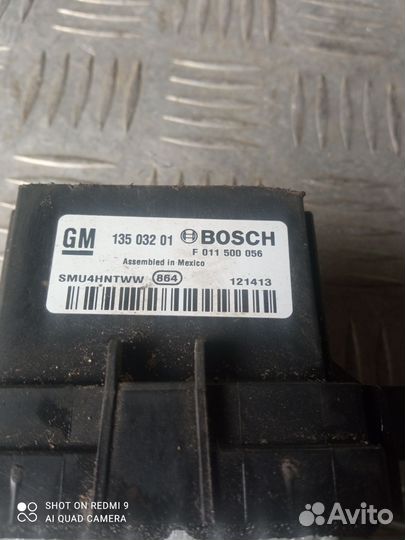 GM 135 032 01 BOSCH
F 011 500 056
Assembled in Mexico
SMU4HNTWW 864 121413
SHOT ON REDMI 9
AI QUAD CAMERA
Avito